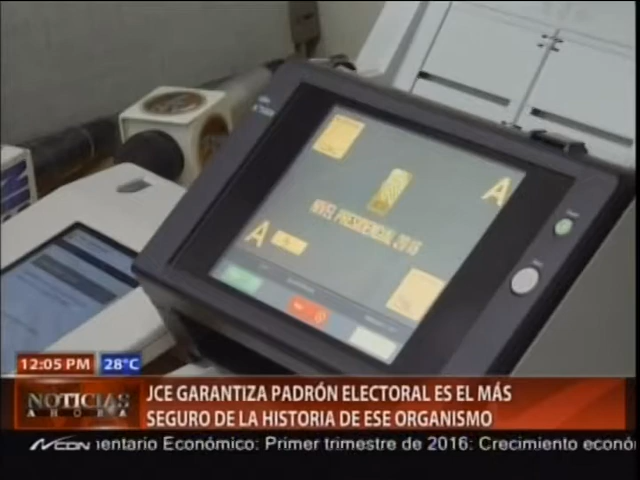 NIVEL PRESIDENCIAL 2016
A
A
12:05 PM 28°C
NOTICIAS
AHORA
JCE GARANTIZA PADRÓN ELECTORAL ES EL MÁS
SEGURO DE LA HISTORIA DE ESE ORGANISMO
CDN
nentario Económico: Primer trimestre de 2016: Crecimiento econó